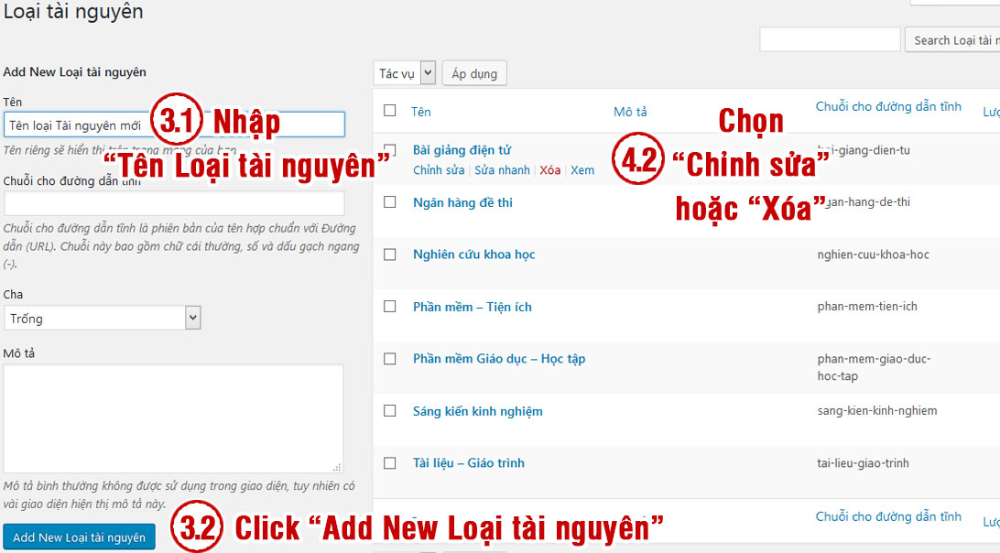 Loại tài nguyên
Search Loại tài
Add New Loại tài nguyên
Tên
Tên loại Tài nguyên mới
3.1 Nhập
"Tên Loại tài nguyên"
Tên riêng sẽ hiển thị trên trang mạng của bạn.
Chuỗi cho đường dẫn tĩnh
Chuỗi cho đường dẫn tĩnh là phiên bản của tên hợp chuẩn với Đường
dẫn (URL). Chuỗi này bao gồm chữ cái thường, số và dấu gạch ngang
(-).
Cha
Trống
Mô tả
Mô tả bình thường không được sử dụng trong giao diện, tuy nhiên có
vài giao diện hiện thị mô tả này.
Add New Loại tài nguyên
3.2 Click "Add New Loại tài nguyên"
Tác vụ Áp dụng
Tên Mô tả Chuỗi cho đường dẫn tĩnh
Bài giảng điện tử bai-giang-dien-tu
Chỉnh sửa | Sửa nhanh | Xóa | Xem
4.2 Chọn
"Chỉnh sửa"
hoặc "Xóa"
Ngân hàng đề thi ngan-hang-de-thi
Nghiên cứu khoa học nghien-cuu-khoa-hoc
Phần mềm – Tiện ích phan-mem-tien-ich
Phần mềm Giáo dục – Học tập phan-mem-giao-duc-
hoc-tap
Sáng kiến kinh nghiệm sang-kien-kinh-nghiem
Tài liệu – Giáo trình tai-lieu-giao-trinh
Chuỗi cho đường dẫn tĩnh